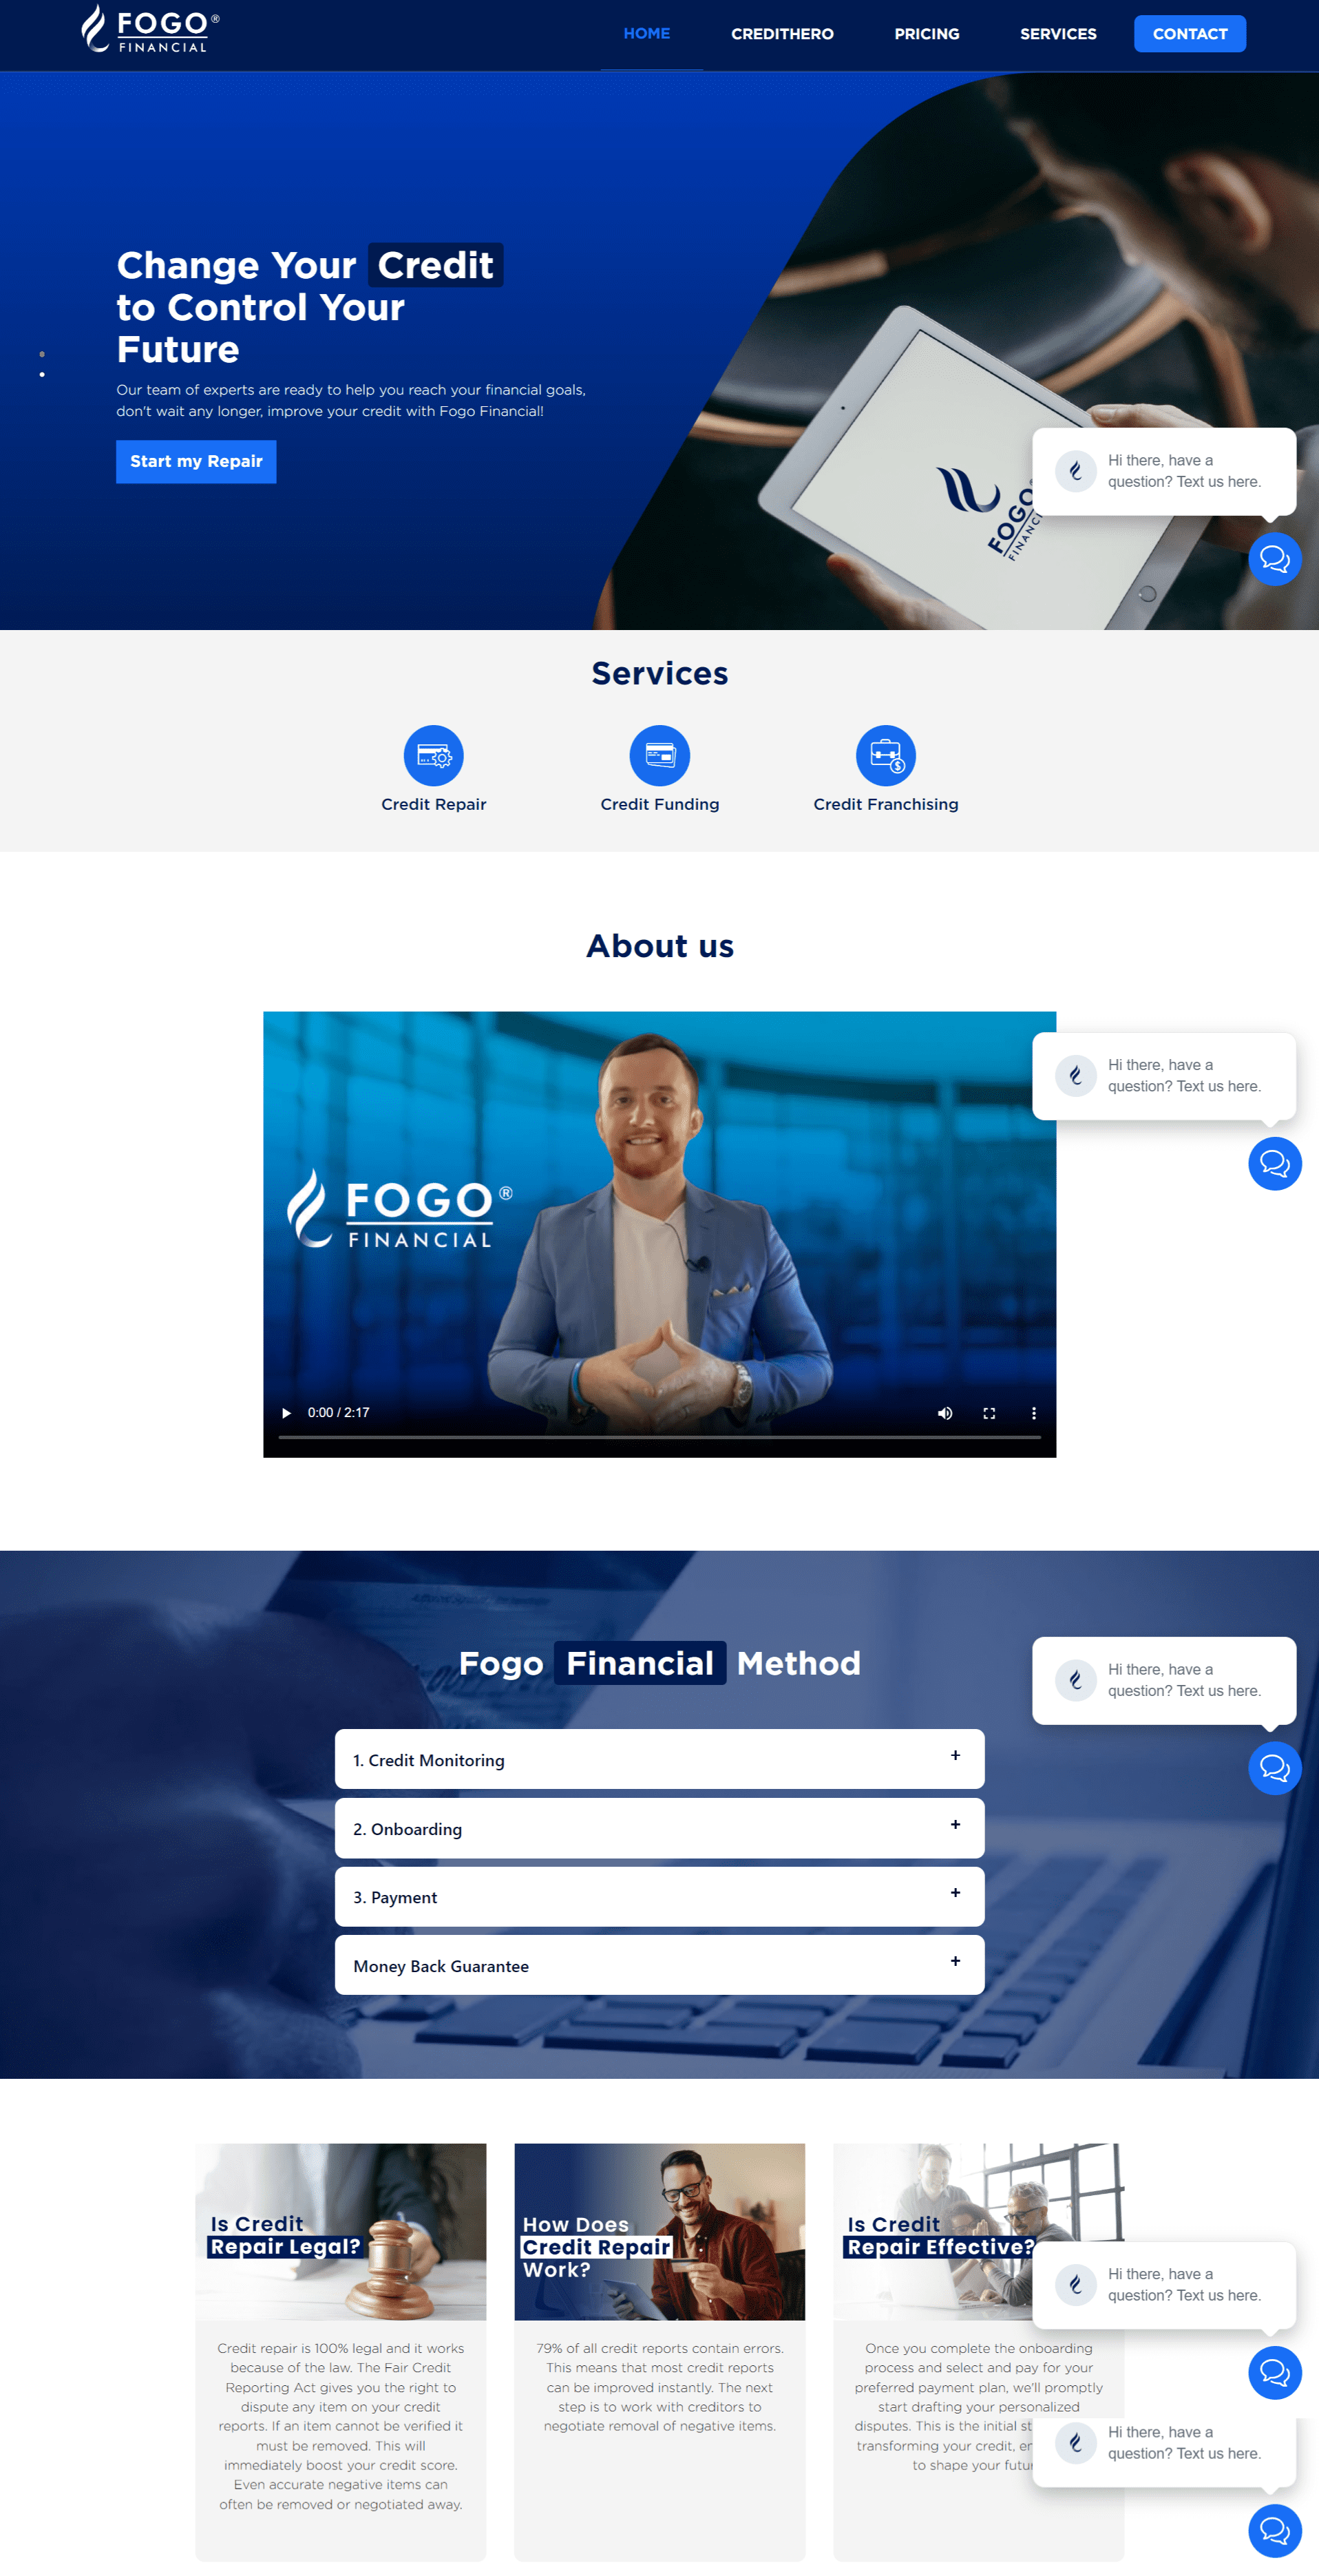 FOGO®
FINANCIAL
HOME
CREDITHERO
PRICING
SERVICES
CONTACT
Change Your Credit
to Control Your
Future
Our team of experts are ready to help you reach your financial goals,
don't wait any longer, improve your credit with Fogo Financial!
Start my Repair
FOGO
Hi there, have a
question? Text us here.
Services
Credit Repair
Credit Funding
Credit Franchising
About us
FOGO®
FINANCIAL
0:00 / 2:17
Hi there, have a
question? Text us here.
Fogo Financial Method
Hi there, have a
question? Text us here.
1. Credit Monitoring
+
2. Onboarding
+
3. Payment
+
Money Back Guarantee
+
Is Credit
Repair Legal?
Credit repair is 100% legal and it works
because of the law. The Fair Credit
Reporting Act gives you the right to
dispute any item on your credit
reports. If an item cannot be verified it
must be removed. This will
immediately boost your credit score.
Even accurate negative items can
often be removed or negotiated away.
How Does
Credit Repair
Work?
79% of all credit reports contain errors.
This means that most credit reports
can be improved instantly. The next
step is to work with creditors to
negotiate removal of negative items.
Is Credit
Repair Effective?
Once you complete the onboarding
process and select and pay for your
preferred payment plan, we'll promptly
start drafting your personalized
disputes. This is the initial
transforming your credit,
to shape your
Hi there, have a
question? Text us here.
Hi there, have a
question? Text us here.